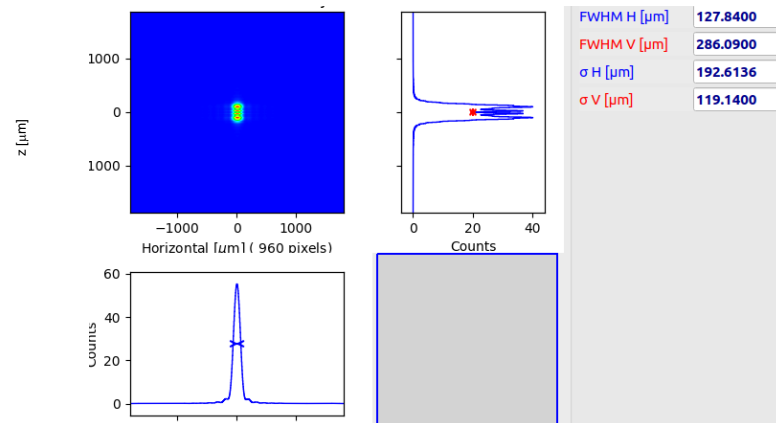 FWHM H [μm] 127.8400
FWHM V [μm] 286.0900
σ H [μm] 192.6136
σ V [μm] 119.1400
z [μm]
1000
0
1000
−1000 0 1000
Horizontal [μm] ( 960 pixels)
0 20 40
Counts
60
40
20
0
Counts